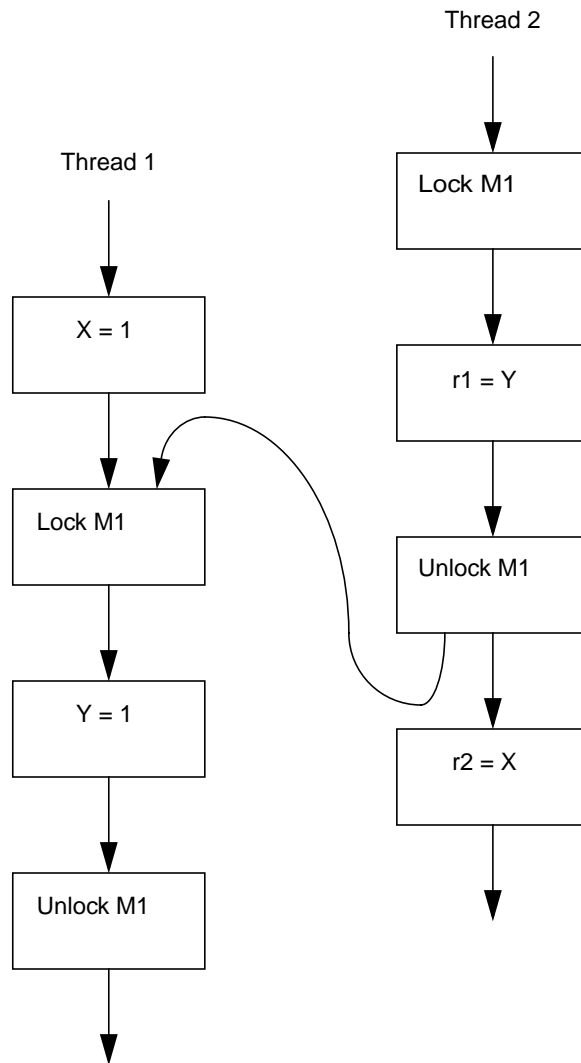 Thread 1
X = 1
Lock M1
Y = 1
Unlock M1
Thread 2
Lock M1
r1 = Y
Unlock M1
r2 = X